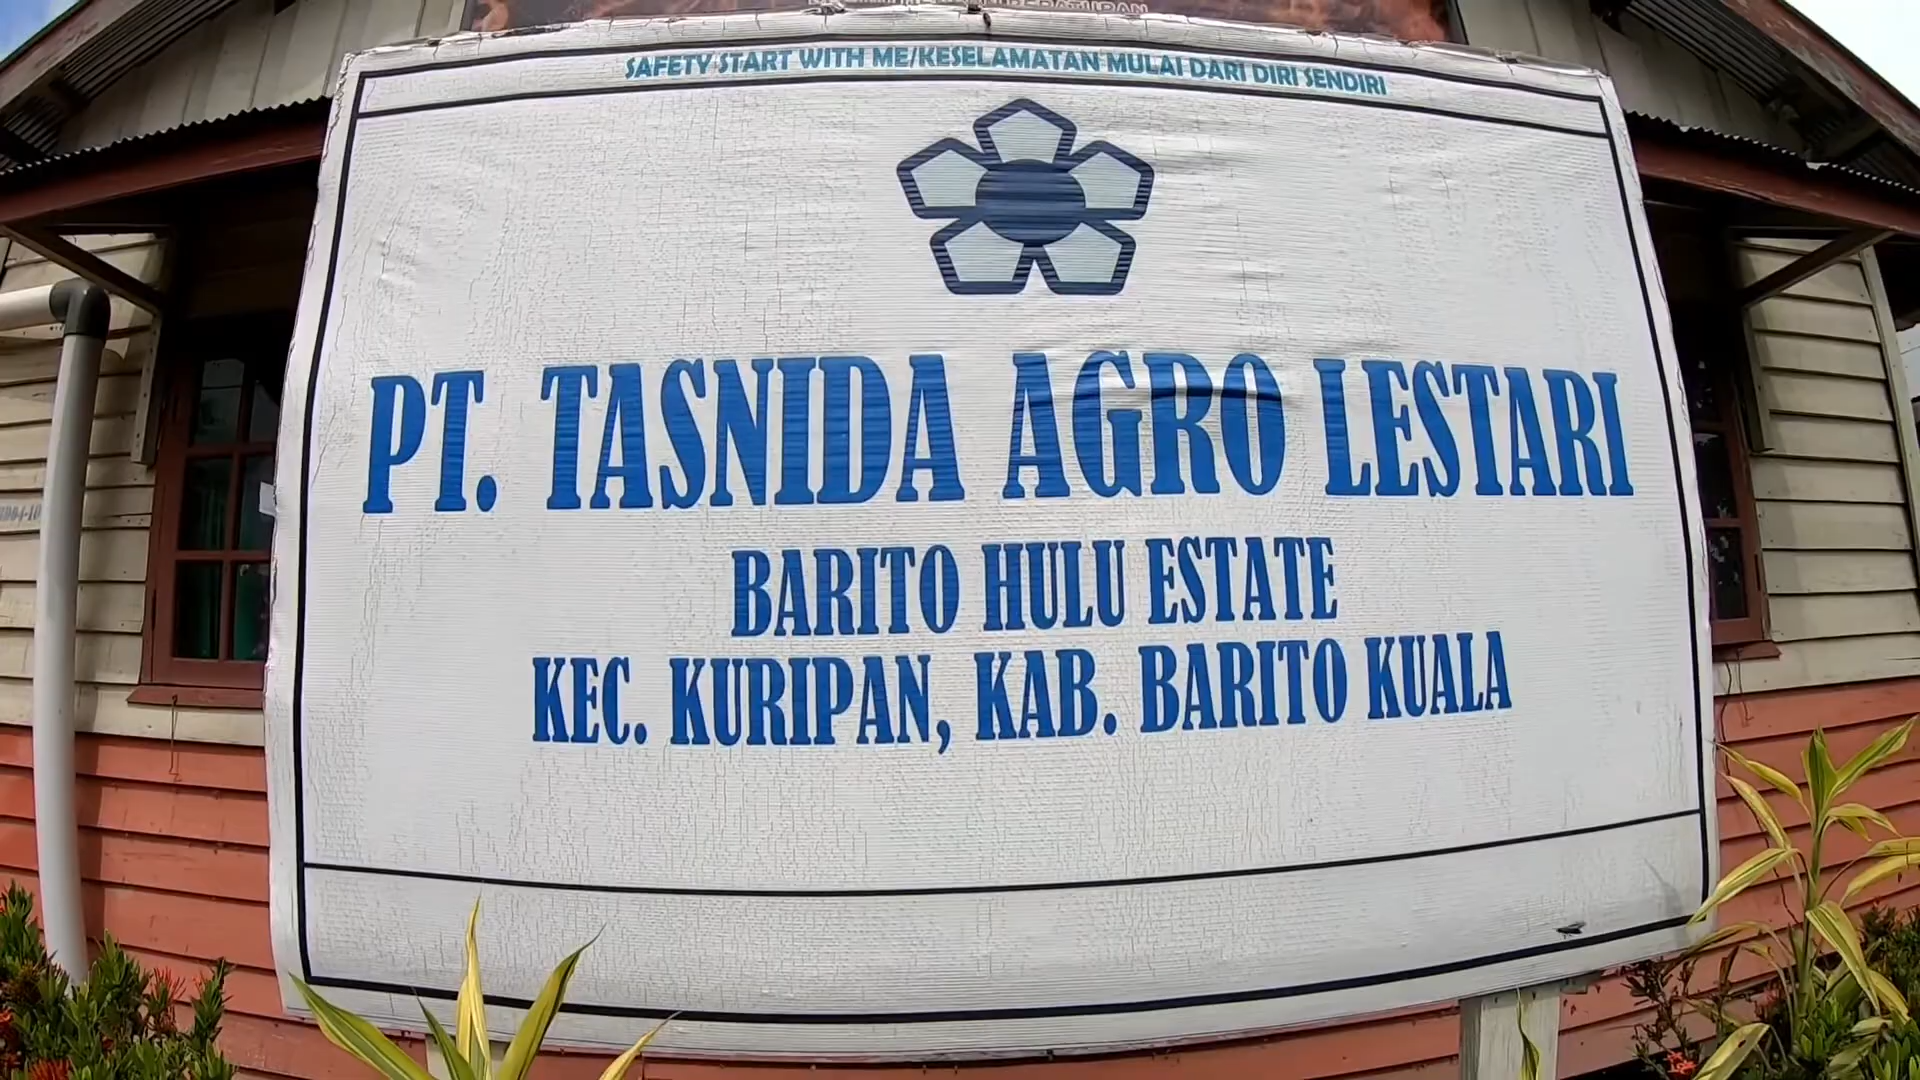 SAFETY START WITH ME/KESELAMATAN MULAI DARI DIRI SENDIRI
PT. TASNIDA AGRO LESTARI
BARITO HULU ESTATE
KEC. KURIPAN, KAB. BARITO KUALA